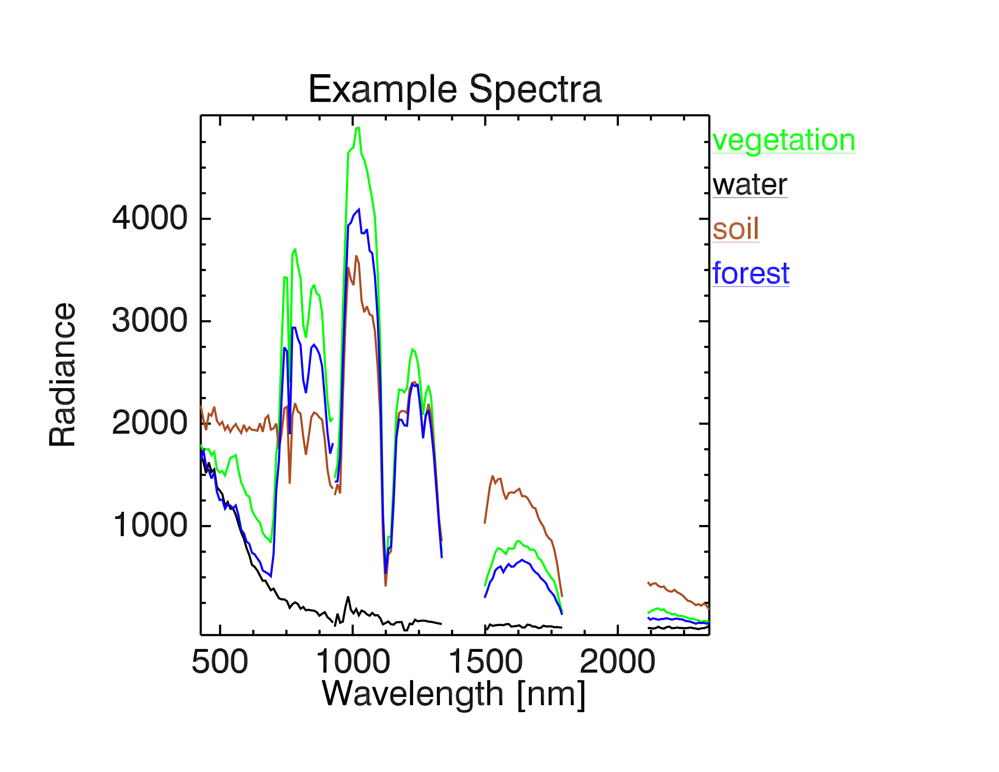 Example Spectra
vegetation
water
soil
forest
4000
3000
2000
1000
Radiance
500 1000 1500 2000
Wavelength [nm]